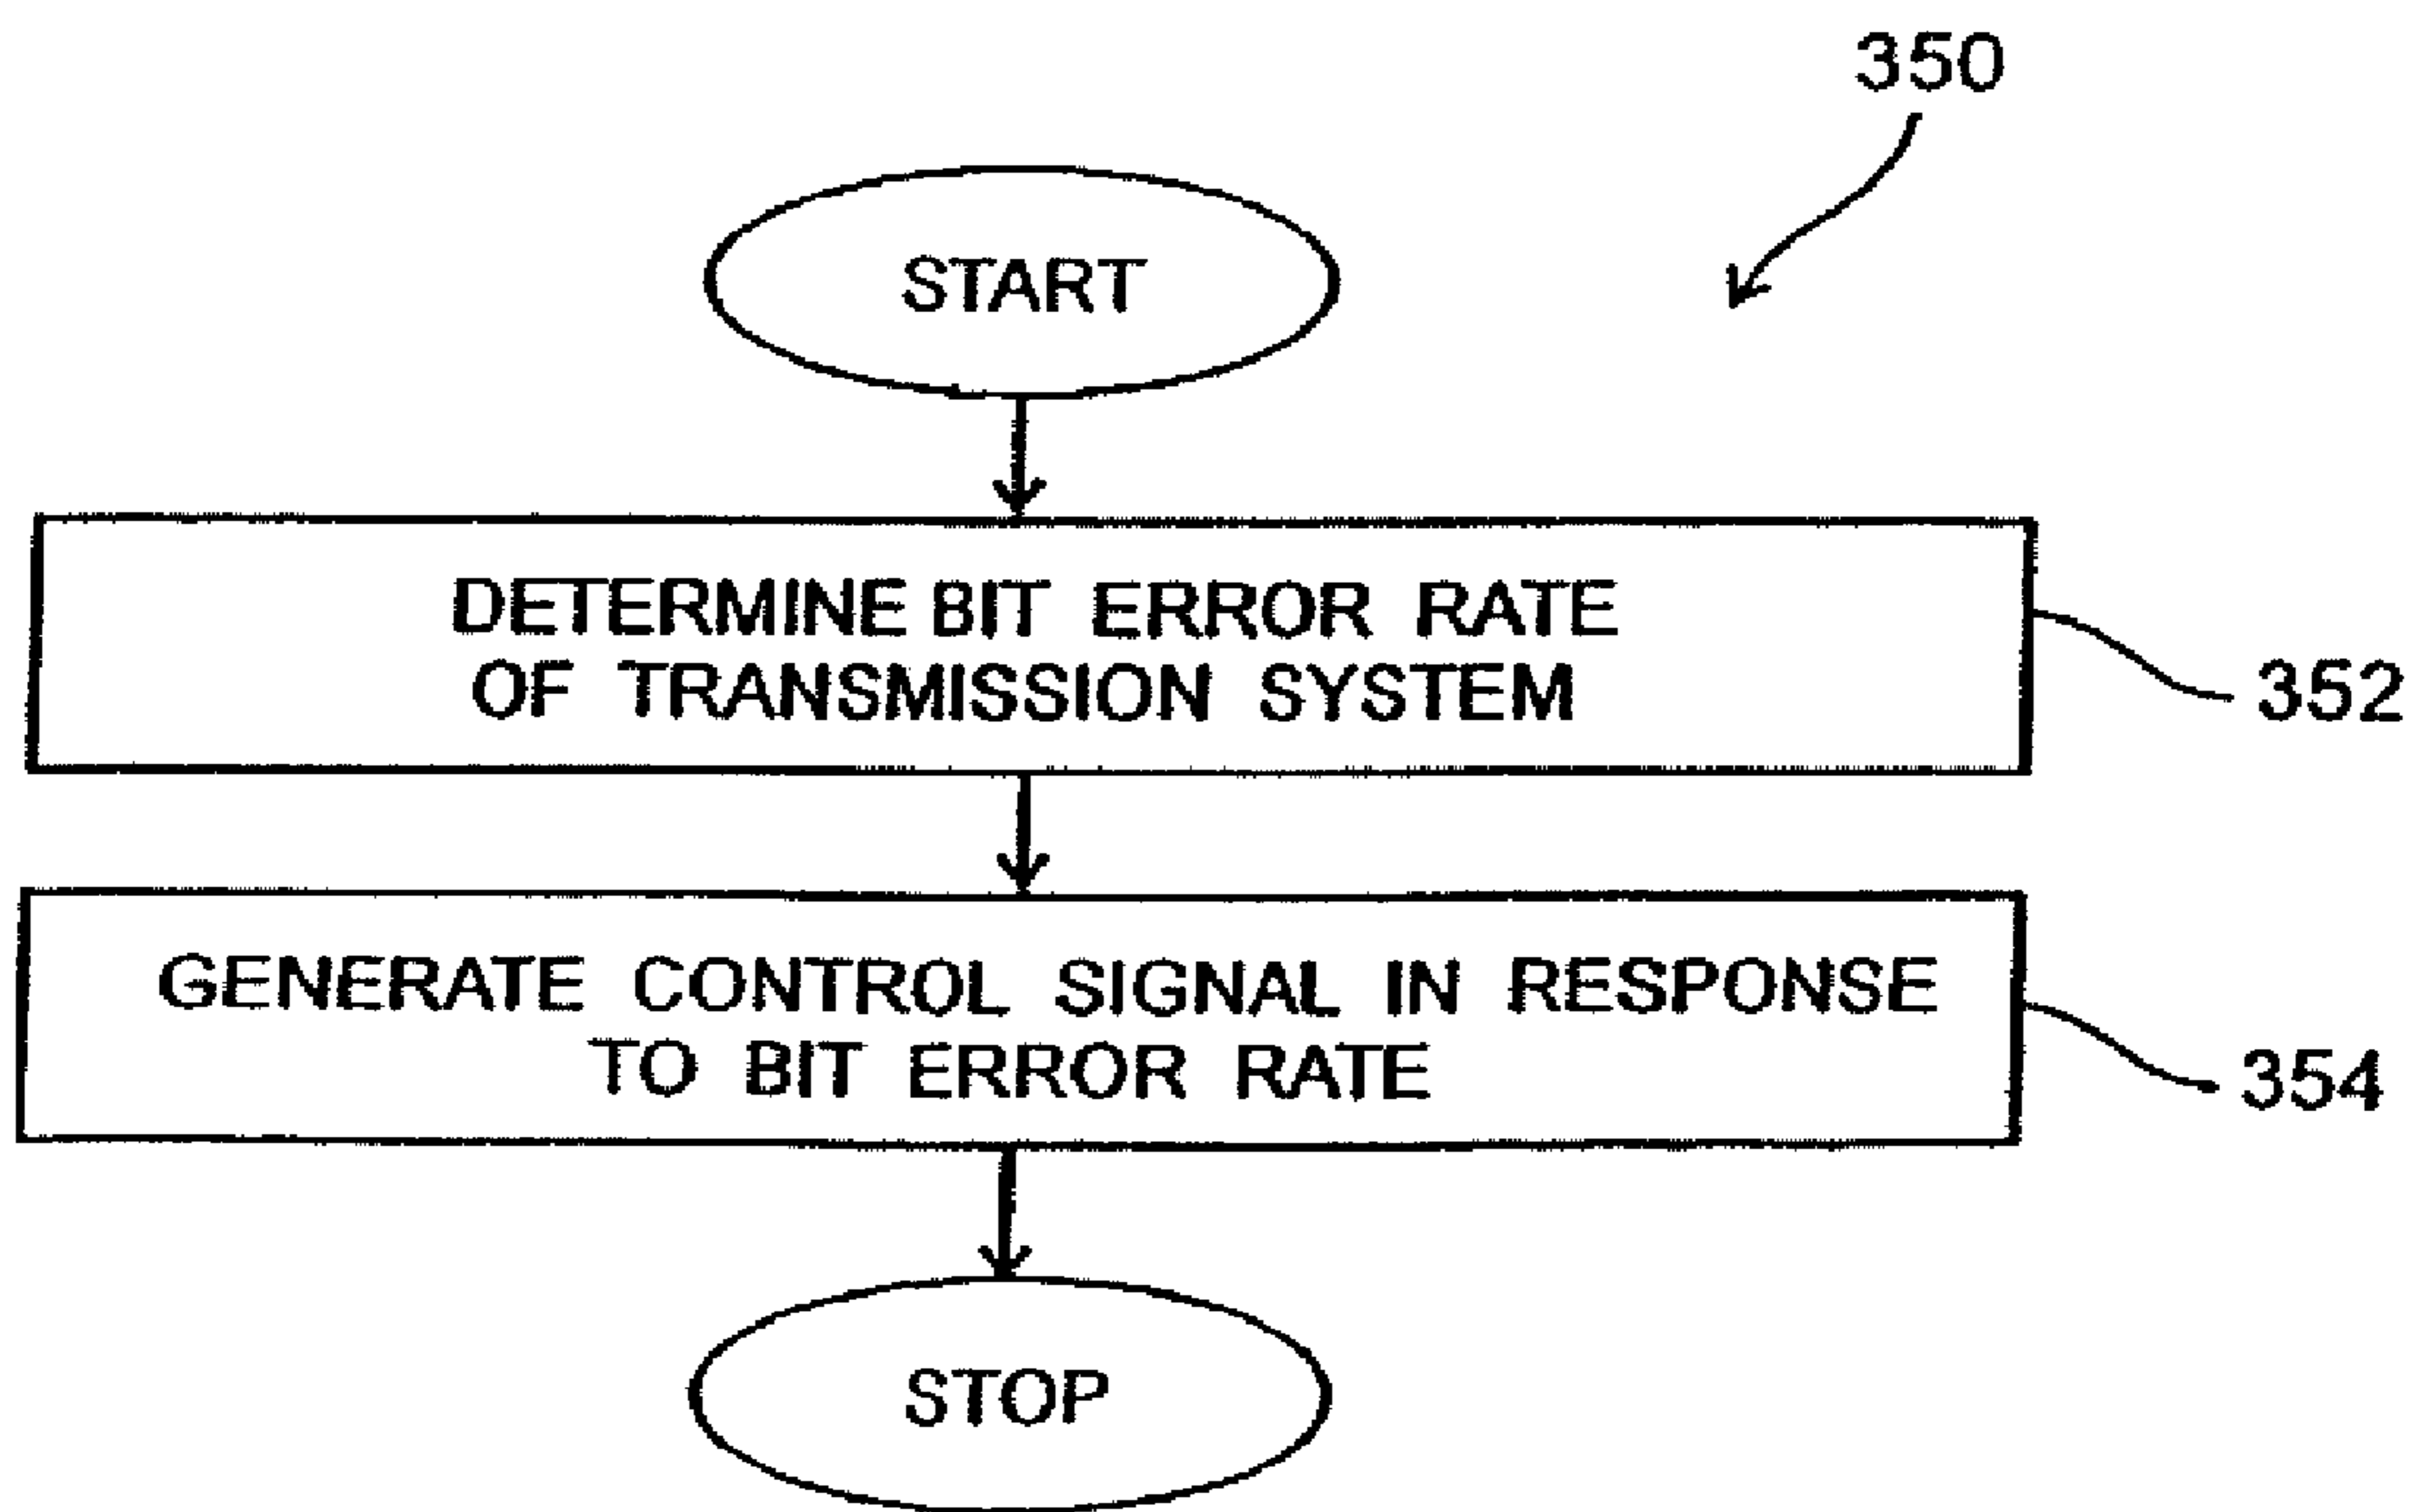 350
START
DETERMINE BIT ERROR RATE
OF TRANSMISSION SYSTEM
352
GENERATE CONTROL SIGNAL IN RESPONSE
TO BIT ERROR RATE
354
STOP